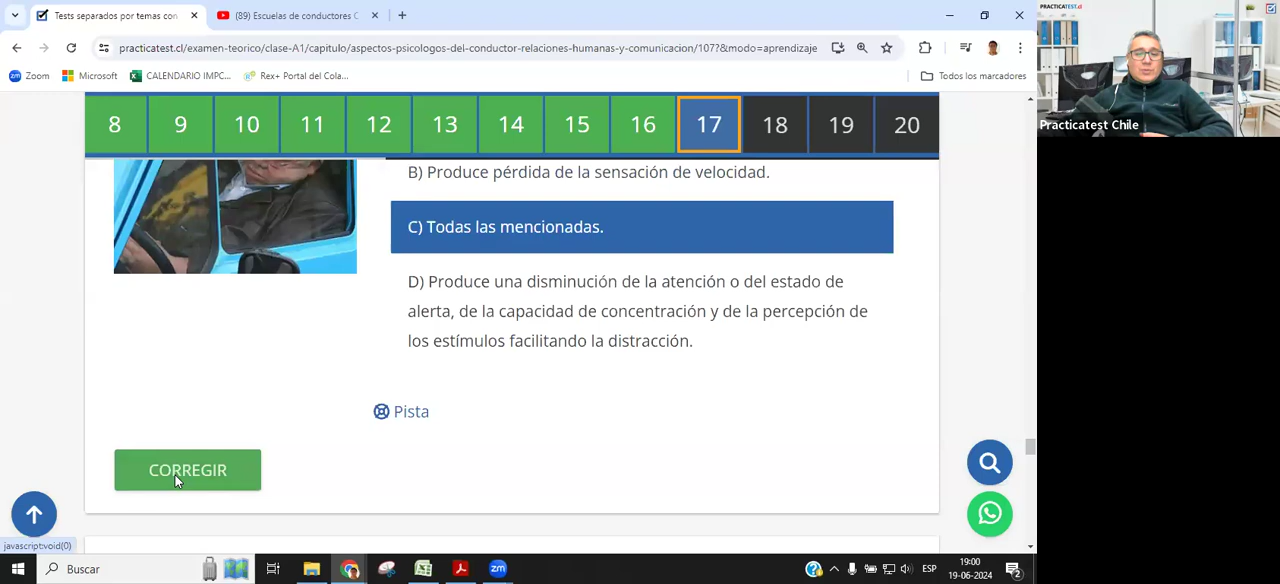 Tests separados por temas con
(89) Escuelas de conductores C
practicatest.cl/examen-teorico/clase-A1/capitulo/aspectos-psicologos-del-conductor-relaciones-humanas-y-comunicacion/107?&modo=aprendizaje
Zoom
Microsoft
CALENDARIO IMPC...
Rex+ Portal del Cola...
Todos los marcadores
PRACTICATEST.cl
Practicatest Chile
8 9 10 11 12 13 14 15 16 17 18 19 20
B) Produce pérdida de la sensación de velocidad.
C) Todas las mencionadas.
D) Produce una disminución de la atención o del estado de
alerta, de la capacidad de concentración y de la percepción de
los estímulos facilitando la distracción.
Pista
CORREGIR
javascript:void(0)
Buscar
zm
ESP
19:00
19-06-2024
2